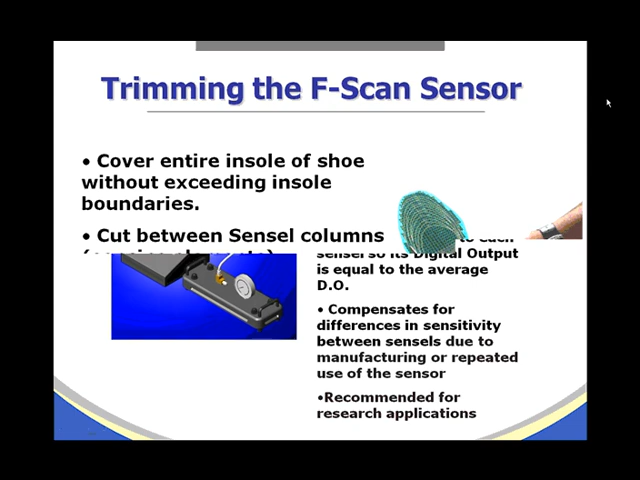 Trimming the F-Scan Sensor
• Cover entire insole of shoe
without exceeding insole
boundaries.
• Cut between Sensel columns
to each
sensel so its Digital Output
is equal to the average
D.O.
• Compensates for
differences in sensitivity
between sensels due to
manufacturing or repeated
use of the sensor
•Recommended for
research applications